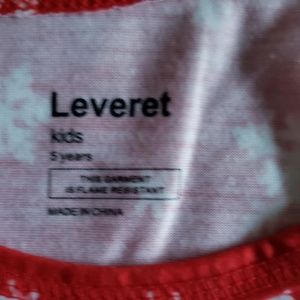 Leveret
kids
5 years
THIS GARMENT
IS FLAME RESISTANT
MADE IN CHINA